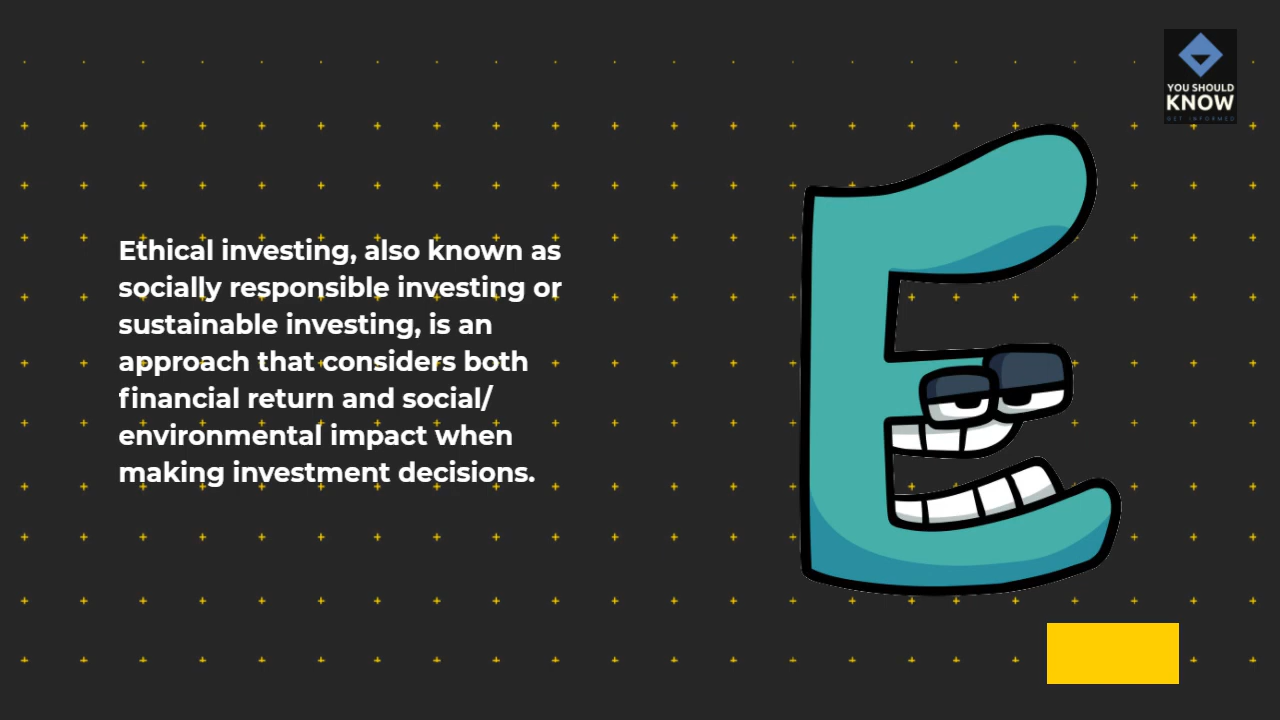 YOU SHOULD
KNOW
GET INFORMED
Ethical investing, also known as
socially responsible investing or
sustainable investing, is an
approach that considers both
financial return and social/
environmental impact when
making investment decisions.